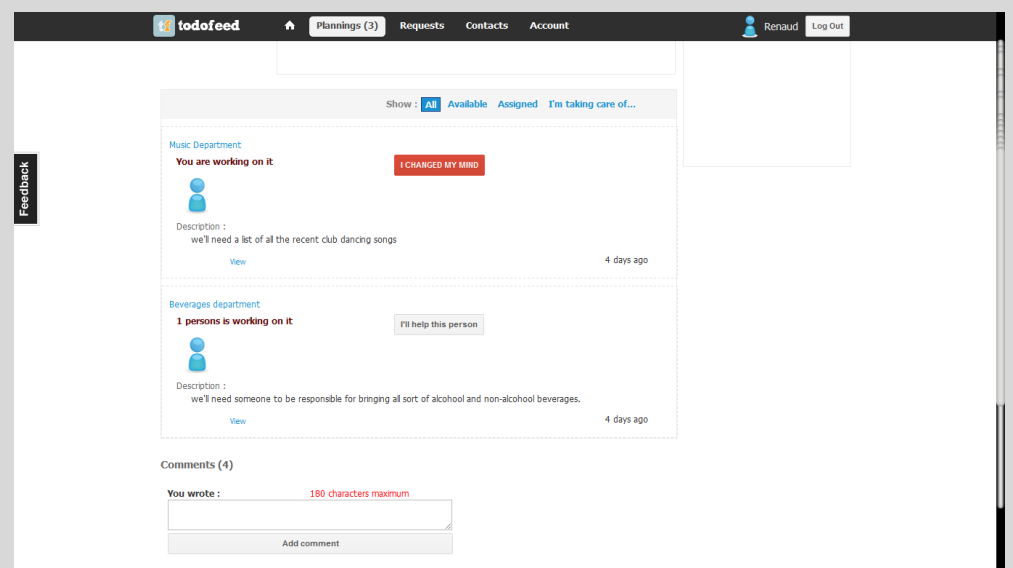 tf todofeed Plannings (3) Requests Contacts Account Renaud Log Out
Show : All Available Assigned I'm taking care of...
Feedback
Music Department
You are working on it I CHANGED MY MIND
Description :
we'll need a list of all the recent club dancing songs
View 4 days ago
Beverages department
1 persons is working on it I'll help this person
Description :
we'll need someone to be responsible for bringing all sort of alcohool and non-alcohool beverages.
View 4 days ago
Comments (4)
You wrote : 180 characters maximum
Add comment